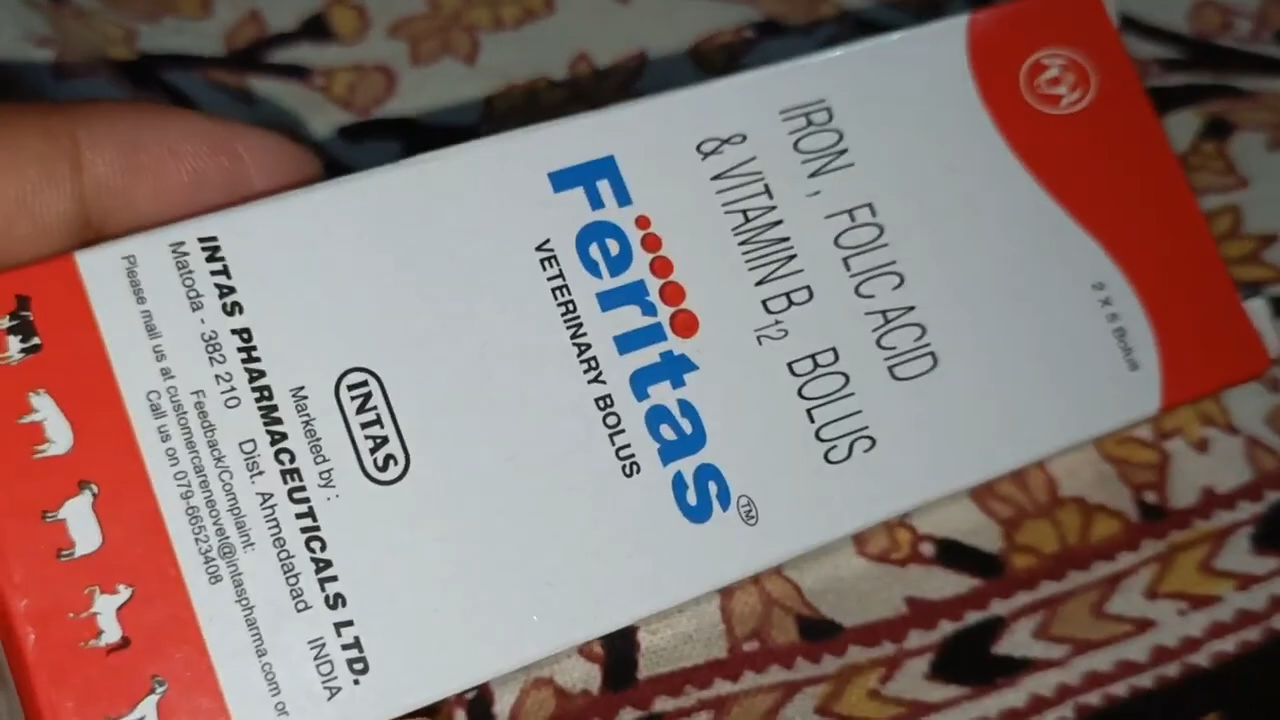 IRON, FOLIC ACID
& VITAMIN B12 BOLUS
Feritas TM
VETERINARY BOLUS
2 X 5 Bolus
INTAS
Marketed by :
INTAS PHARMACEUTICALS LTD.
Matoda - 382 210 Dist. Ahmedabad INDIA
Feedback/Complaint:
Please mail us at customercareneovet@intaspharma.com or
Call us on 079-66523408